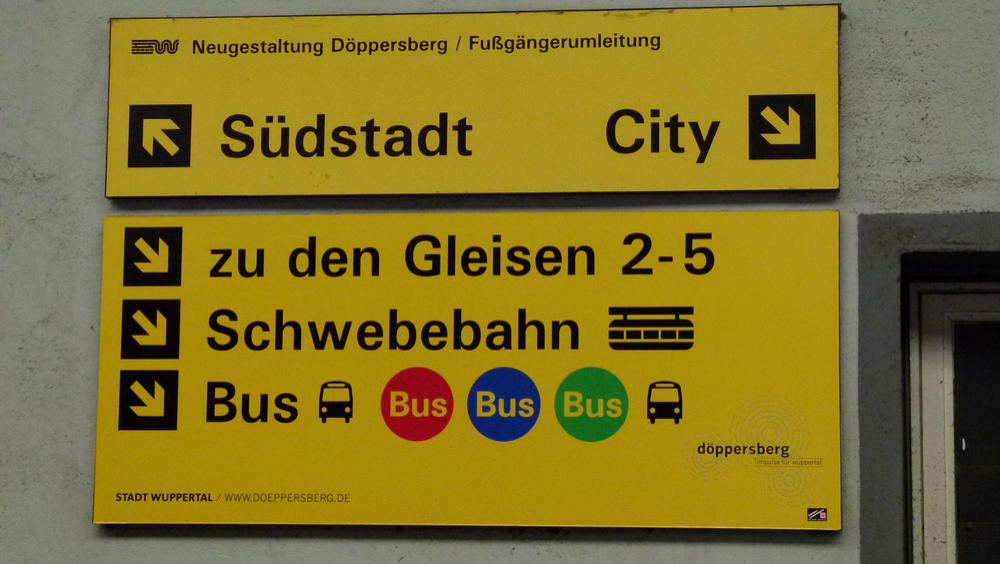 Neugestaltung Döppersberg / Fußgängerumleitung
Südstadt City
zu den Gleisen 2-5
Schwebebahn
Bus Bus Bus Bus
döppersberg
impulse für wuppertal
STADT WUPPERTAL / WWW.DOEPPERSBERG.DE